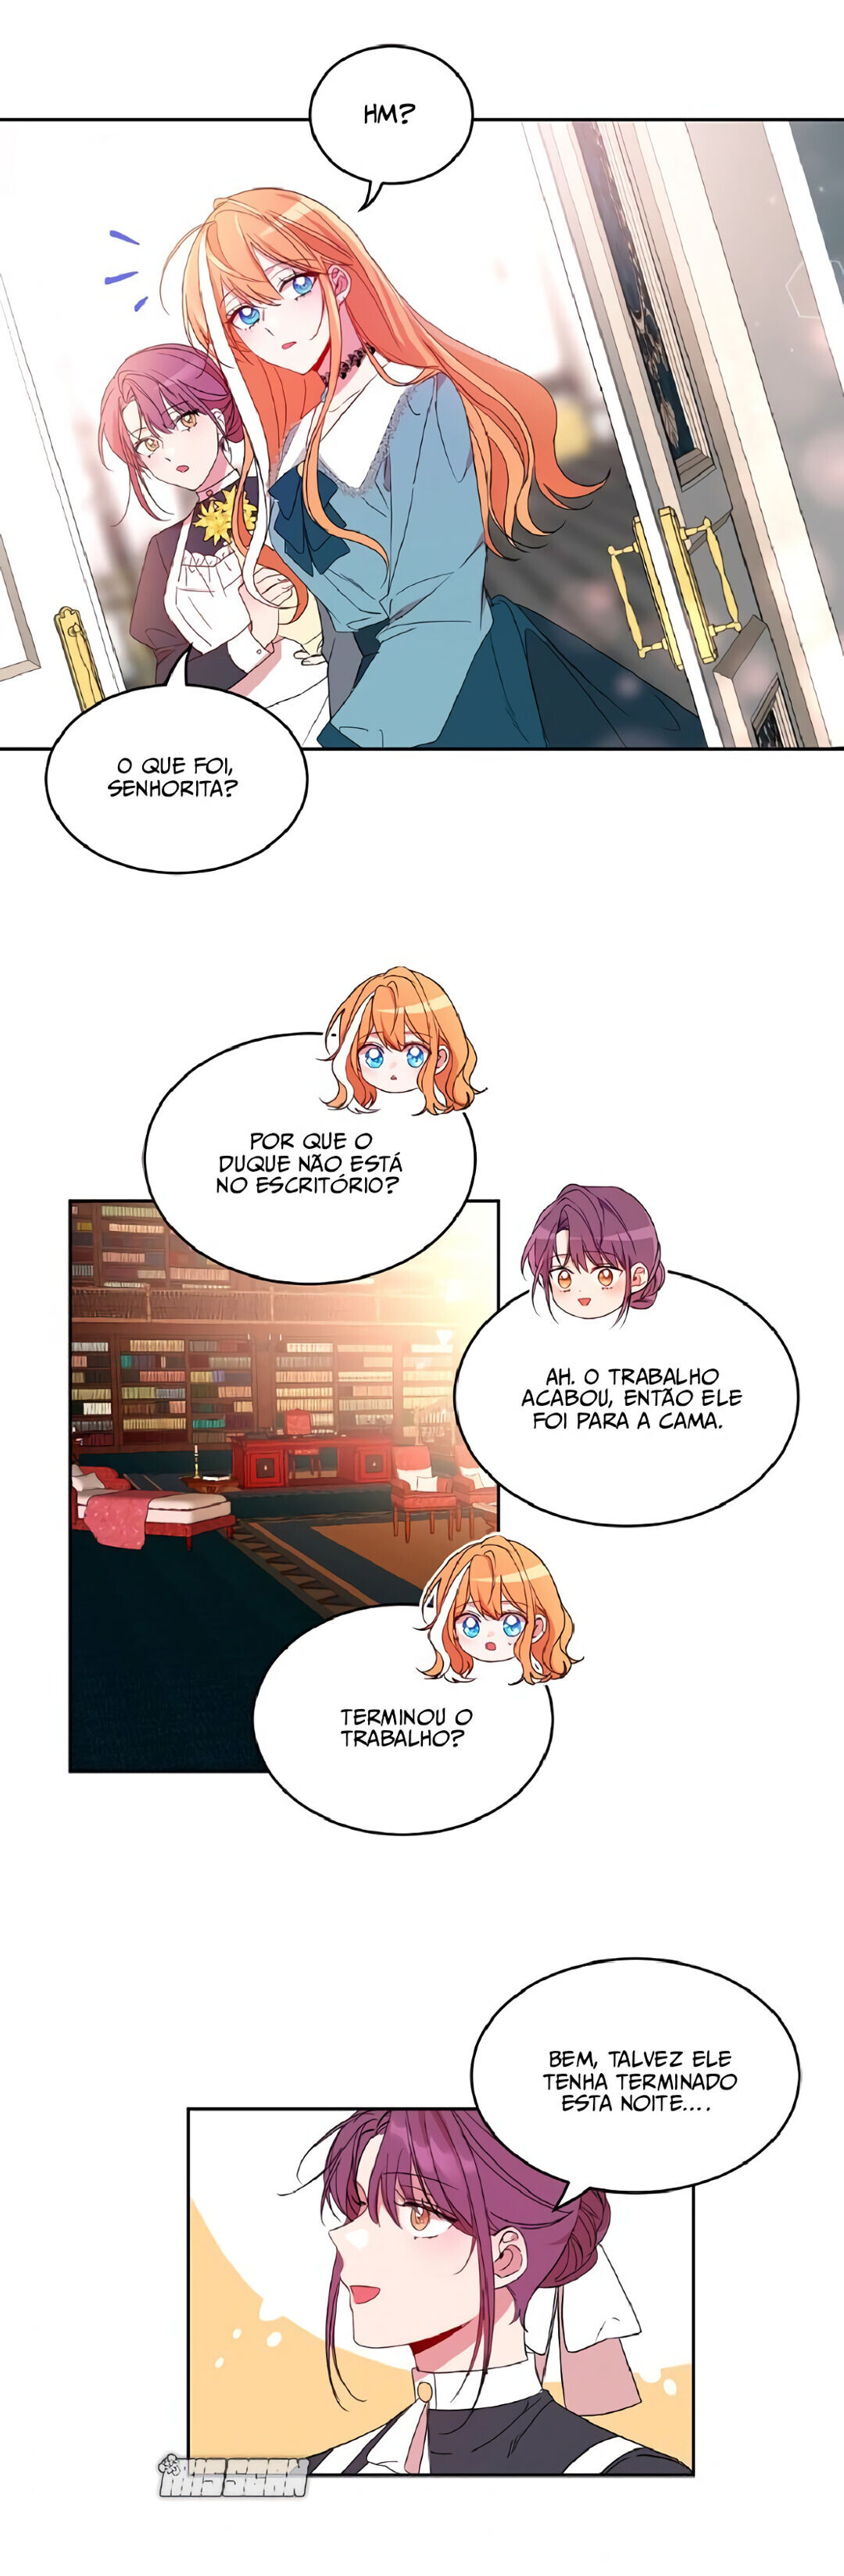 HM?
O QUE FOI,
SENHORITA?
POR QUE O
DUQUE NÃO ESTÁ
NO ESCRITÓRIO?
AH. O TRABALHO
ACABOU, ENTÃO ELE
FOI PARA A CAMA.
TERMINOU O
TRABALHO?
BEM, TALVEZ ELE
TENHA TERMINADO
ESTA NOITE....
MISSCAN